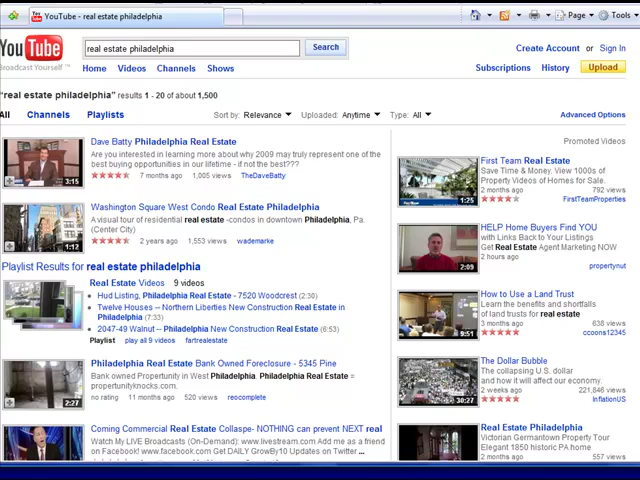 YouTube - real estate philadelphia
Page
Tools
YouTube
Broadcast Yourself ™
real estate philadelphia
Search
Create Account or Sign In
Home Videos Channels Shows
Subscriptions History Upload
"real estate philadelphia" results 1 - 20 of about 1,500
All Channels Playlists
Sort by: Relevance Uploaded: Anytime Type: All
Advanced Options
Dave Batty Philadelphia Real Estate
Are you interested in learning more about why 2009 may truly represent one of the
best buying opportunities in our lifetime - if not the best???
7 months ago 1,005 views TheDaveBatty
3:15
Washington Square West Condo Real Estate Philadelphia
A visual tour of residential real estate -condos in downtown Philadelphia, Pa.
(Center City)
2 years ago 1,553 views wademarke
1:12
Playlist Results for real estate philadelphia
Real Estate Videos 9 videos
Hud Listing, Philadelphia Real Estate - 7520 Woodcrest (2:30)
Twelve Houses -- Northern Liberties New Construction Real Estate in
Philadelphia (7:33)
2047-49 Walnut -- Philadelphia New Construction Real Estate (6:53)
Playlist play all 9 videos fartrealestate
Philadelphia Real Estate Bank Owned Foreclosure - 5345 Pine
Bank owned Propertunity in West Philadelphia. Philadelphia Real Estate =
propertunityknocks.com.
no rating 11 months ago 520 views reocomplete
2:27
Coming Commercial Real Estate Collaspe- NOTHING can prevent NEXT real
Watch My LIVE Broadcasts (On-Demand): www.livestream.com Add me as a friend
on Facebook! www.facebook.com Get DAILY GrowBy10 Updates on Twitter ...
Promoted Videos
First Team Real Estate
Save Time & Money. View 1000s of
Property Videos of Homes for Sale.
2 months ago 792 views
FirstTeamProperties
1:25
HELP Home Buyers Find YOU
with Links Back to Your Listings
Get Real Estate Agent Marketing NOW
2 hours ago
propertynut
2:09
How to Use a Land Trust
Learn the benefits and shortfalls
of land trusts for real estate
3 months ago 638 views
ccoons12345
9:51
The Dollar Bubble
The collapsing U.S. dollar
and how it will affect our economy.
2 weeks ago 221,846 views
InflationUS
30:27
Real Estate Philadelphia
Victorian Germantown Property Tour
Elegant 1850 historic PA home
2 months ago 557 views